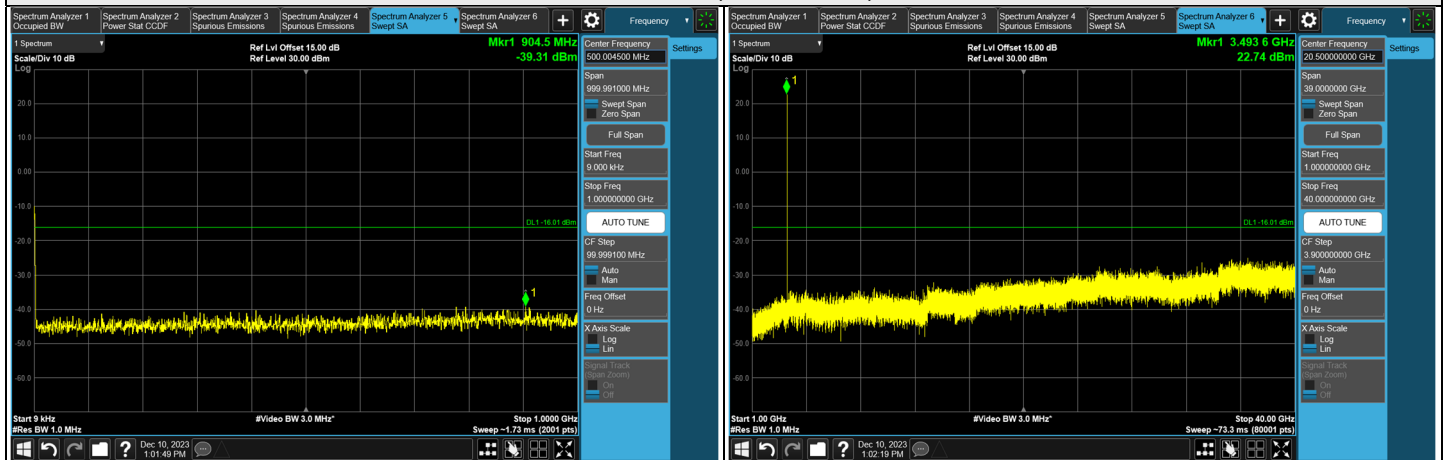 Spectrum Analyzer 1
Occupied BW
Spectrum Analyzer 2
Power Stat CCDF
Spectrum Analyzer 3
Spurious Emissions
Spectrum Analyzer 4
Spurious Emissions
Spectrum Analyzer 5
Swept SA
Spectrum Analyzer 6
Swept SA
+
Frequency
1 Spectrum
Scale/Div 10 dB
Log
Ref Lvl Offset 15.00 dB
Ref Level 30.00 dBm
Mkr1 904.5 MHz
-39.31 dBm
20.0
10.0
0.00
-10.0
-20.0
-30.0
-40.0
-50.0
-60.0
DL1 -16.01 dBm
1
Start 9 kHz
#Res BW 1.0 MHz
#Video BW 3.0 MHz*
Stop 1.0000 GHz
Sweep ~1.73 ms (2001 pts)
Center Frequency
500.004500 MHz
Settings
Span
999.991000 MHz
Swept Span
Zero Span
Full Span
Start Freq
9.000 kHz
Stop Freq
1.000000000 GHz
AUTO TUNE
CF Step
99.999100 MHz
Auto
Man
Freq Offset
0 Hz
X Axis Scale
Log
Lin
Signal Track
(Span Zoom)
On
Off
?
Dec 10, 2023
1:01:49 PM
Spectrum Analyzer 1
Occupied BW
Spectrum Analyzer 2
Power Stat CCDF
Spectrum Analyzer 3
Spurious Emissions
Spectrum Analyzer 4
Spurious Emissions
Spectrum Analyzer 5
Swept SA
Spectrum Analyzer 6
Swept SA
+
Frequency
1 Spectrum
Scale/Div 10 dB
Log
Ref Lvl Offset 15.00 dB
Ref Level 30.00 dBm
Mkr1 3.493 6 GHz
22.74 dBm
20.0
10.0
0.00
-10.0
-20.0
-30.0
-40.0
-50.0
-60.0
DL1 -16.01 dBm
1
Start 1.00 GHz
#Res BW 1.0 MHz
#Video BW 3.0 MHz*
Stop 40.00 GHz
Sweep ~73.3 ms (80001 pts)
Center Frequency
20.500000000 GHz
Settings
Span
39.0000000 GHz
Swept Span
Zero Span
Full Span
Start Freq
1.000000000 GHz
Stop Freq
40.000000000 GHz
AUTO TUNE
CF Step
3.900000000 GHz
Auto
Man
Freq Offset
0 Hz
X Axis Scale
Log
Lin
Signal Track
(Span Zoom)
On
Off
?
Dec 10, 2023
1:02:19 PM